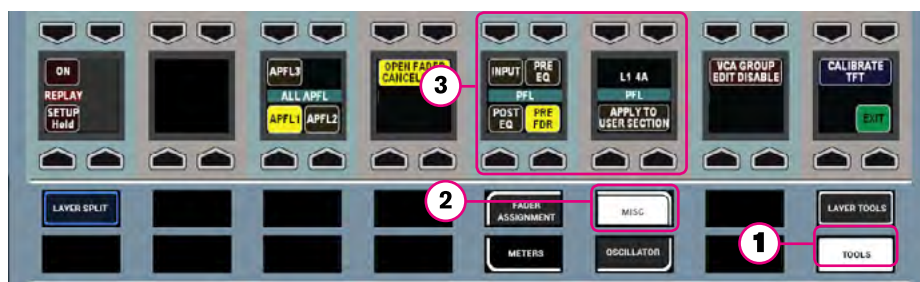 ON
REPLAY
SETUP
Hold
APFL3
ALL APFL
APFL1 APFL2
OPEN FADER
CANCEL
3
INPUT PRE
EQ
PFL
POST
EQ PRE
FDR
L1 4A
PFL
APPLY TO
USER SECTION
VCA GROUP
EDIT DISABLE
CALIBRATE
TFT
EXIT
LAYER SPLIT
2
FADER
ASSIGNMENT
MISC
LAYER TOOLS
METERS
OSCILLATOR
1
TOOLS